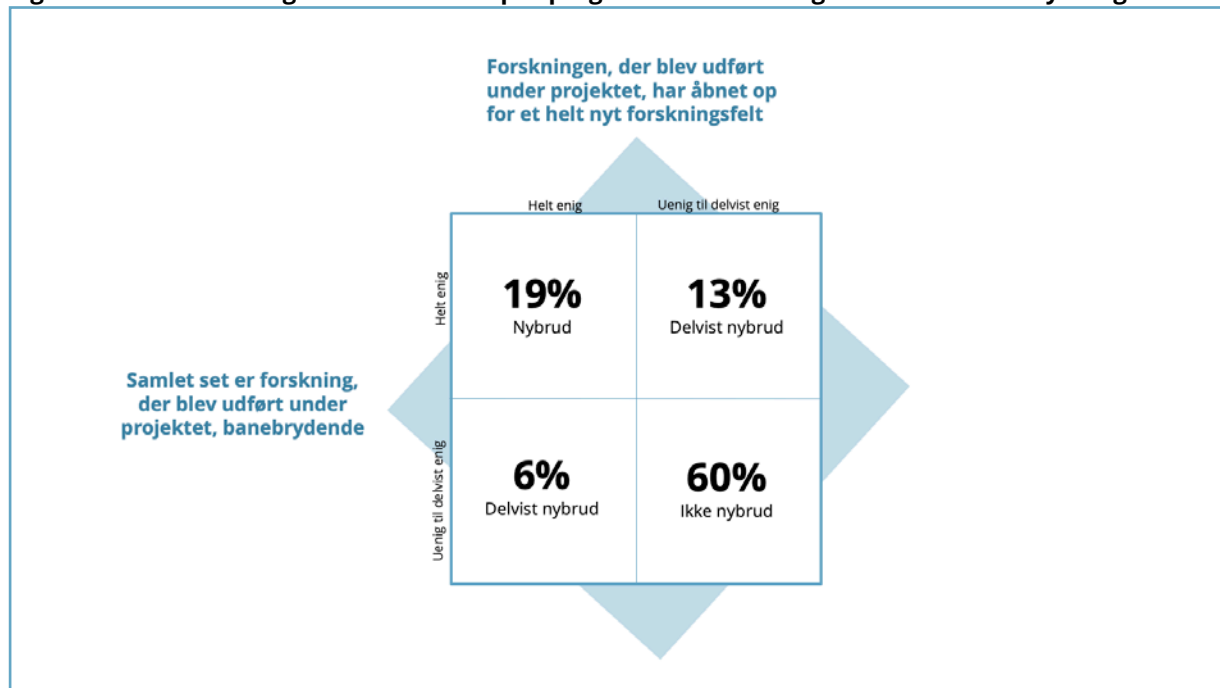 Forskningen, der blev udført
under projektet, har åbnet op
for et helt nyt forskningsfelt
Helt enig
Uenig til delvist enig
Helt enig
19%
Nybrud
13%
Delvist nybrud
Samlet set er forskning,
der blev udført under
projektet, banebrydende
Uenig til delvist enig
6%
Delvist nybrud
60%
Ikke nybrud